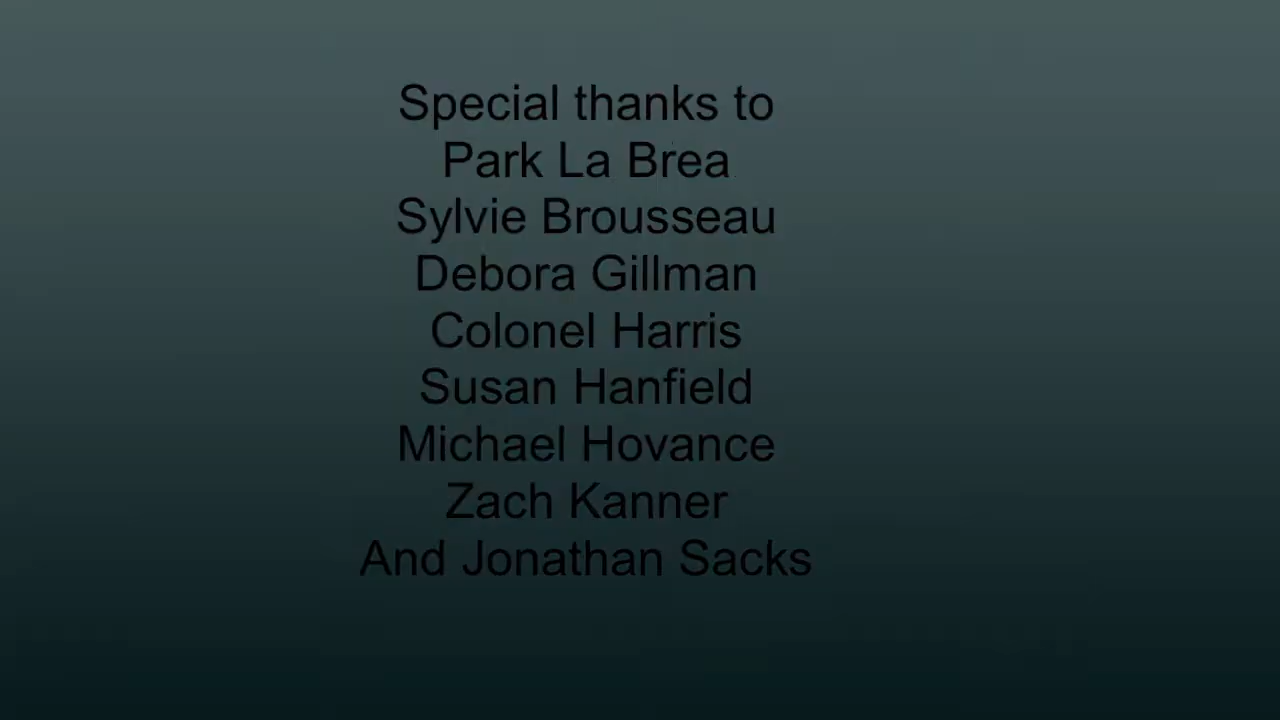 Special thanks to
Park La Brea
Sylvie Brousseau
Debora Gillman
Colonel Harris
Susan Hanfield
Michael Hovance
Zach Kanner
And Jonathan Sacks